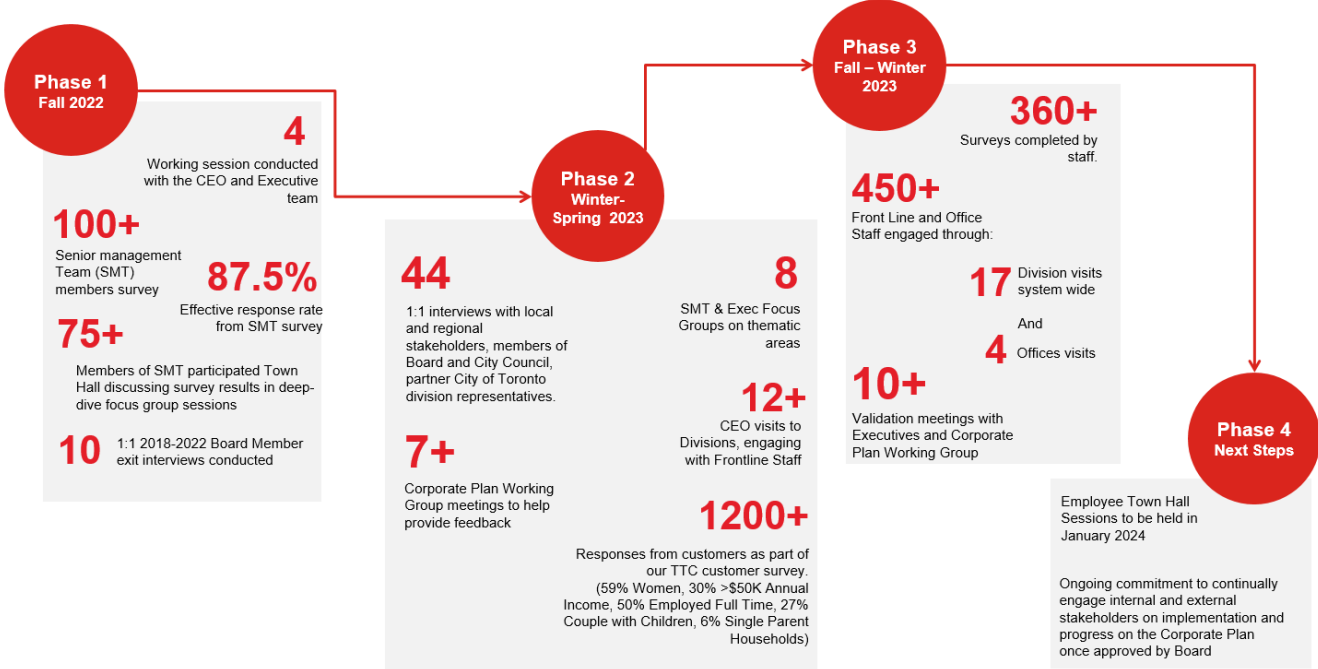 Phase 1
Fall 2022
4
Working session conducted
with the CEO and Executive
team
100+
Senior management
Team (SMT)
members survey
87.5%
Effective response rate
from SMT survey
75+
Members of SMT participated Town
Hall discussing survey results in deep-
dive focus group sessions
10
1:1 2018-2022 Board Member
exit interviews conducted
Phase 2
Winter-
Spring 2023
44
1:1 interviews with local
and regional
stakeholders, members of
Board and City Council,
partner City of Toronto
division representatives.
7+
Corporate Plan Working
Group meetings to help
provide feedback
8
SMT & Exec Focus
Groups on thematic
areas
12+
CEO visits to
Divisions, engaging
with Frontline Staff
1200+
Responses from customers as part of
our TTC customer survey.
(59% Women, 30% >$50K Annual
Income, 50% Employed Full Time, 27%
Couple with Children, 6% Single Parent
Households)
Phase 3
Fall – Winter
2023
360+
Surveys completed by
staff.
450+
Front Line and Office
Staff engaged through:
17
Division visits
system wide
And
4
Offices visits
10+
Validation meetings with
Executives and Corporate
Plan Working Group
Phase 4
Next Steps
Employee Town Hall
Sessions to be held in
January 2024
Ongoing commitment to continually
engage internal and external
stakeholders on implementation and
progress on the Corporate Plan
once approved by Board